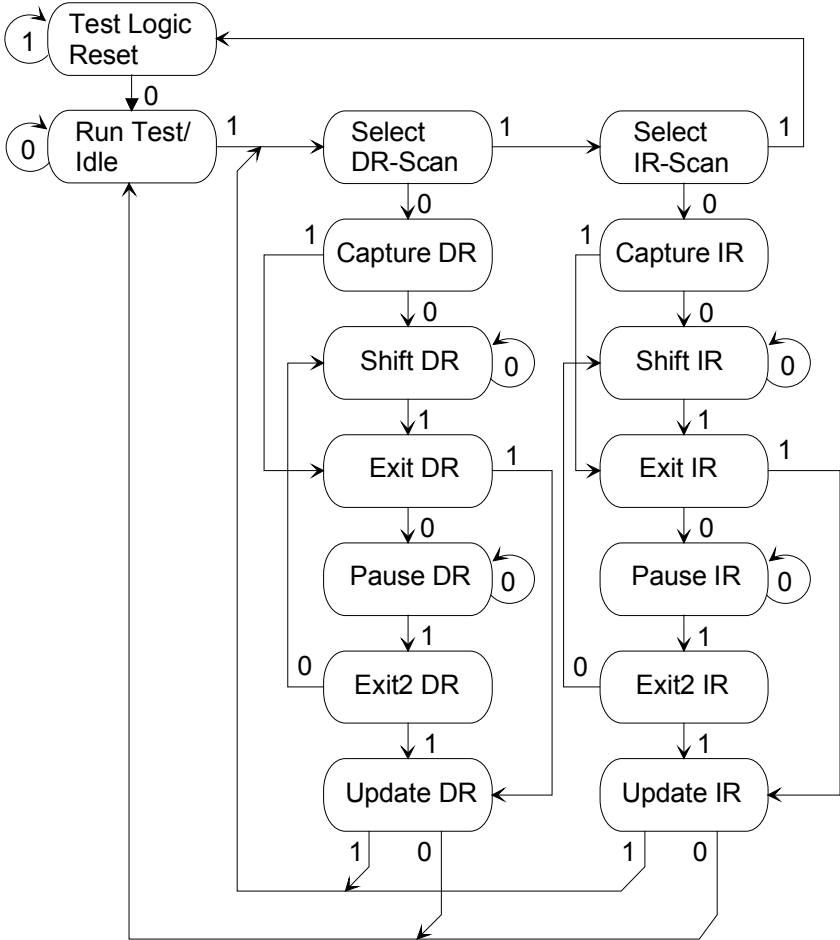 Test Logic
Reset
1
0
Run Test/
Idle
0
1
Select
DR-Scan
1
Select
IR-Scan
1
0
0
1
Capture DR
1
Capture IR
0
0
Shift DR
0
Shift IR
0
1
1
Exit DR
1
Exit IR
1
0
0
Pause DR
0
Pause IR
0
1
1
0
Exit2 DR
0
Exit2 IR
1
1
Update DR
Update IR
1
0
1
0